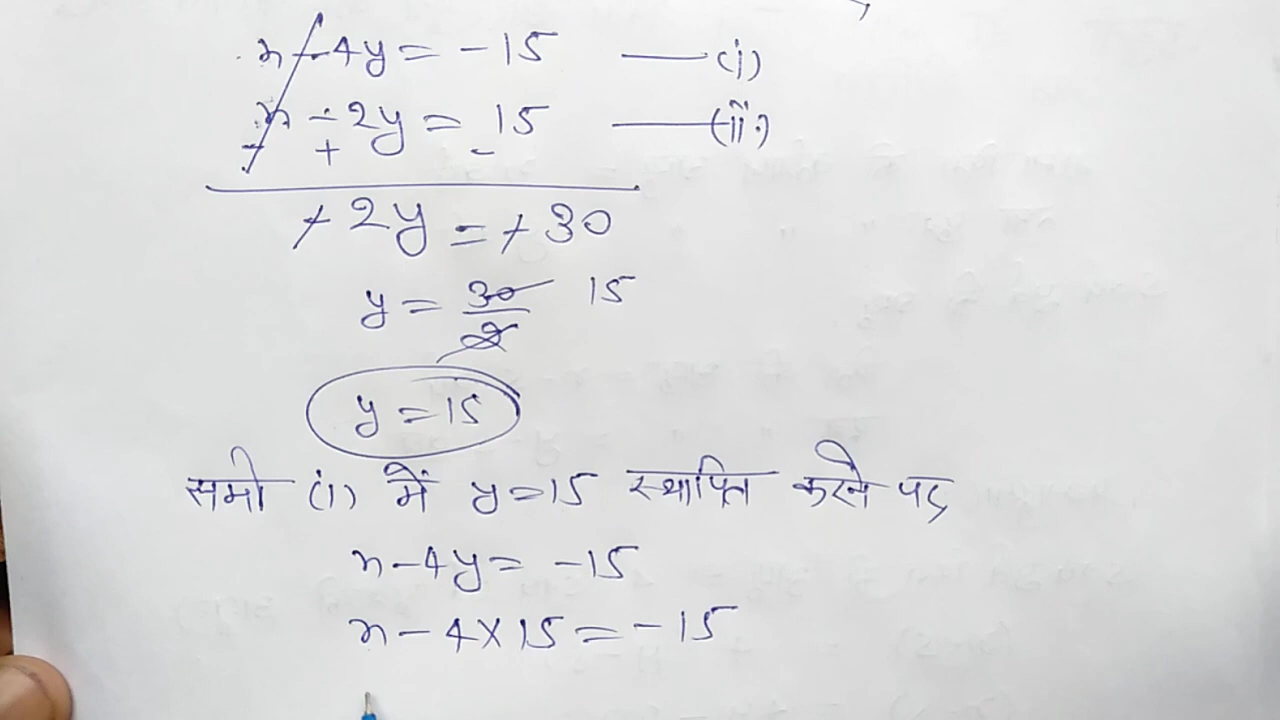 x - 4y = -15 —— (i)
x - 2y = 15 —— (ii)
- + -
+ 2y = + 30
y = 30/2 15
y = 15
समी (i) में y = 15 स्थापित करने पर
x - 4y = -15
x - 4 × 15 = -15